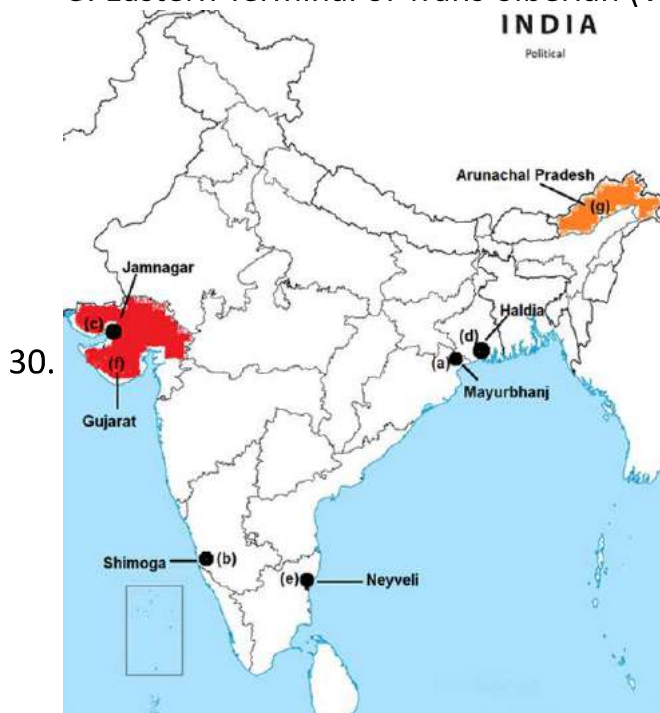 INDIA
Political
Arunachal Pradesh
(g)
Jamnagar
(c)
Haldia
(d)
(a)
Mayurbhanj
30.
(f)
Gujarat
Shimoga
(b)
(e)
Neyveli